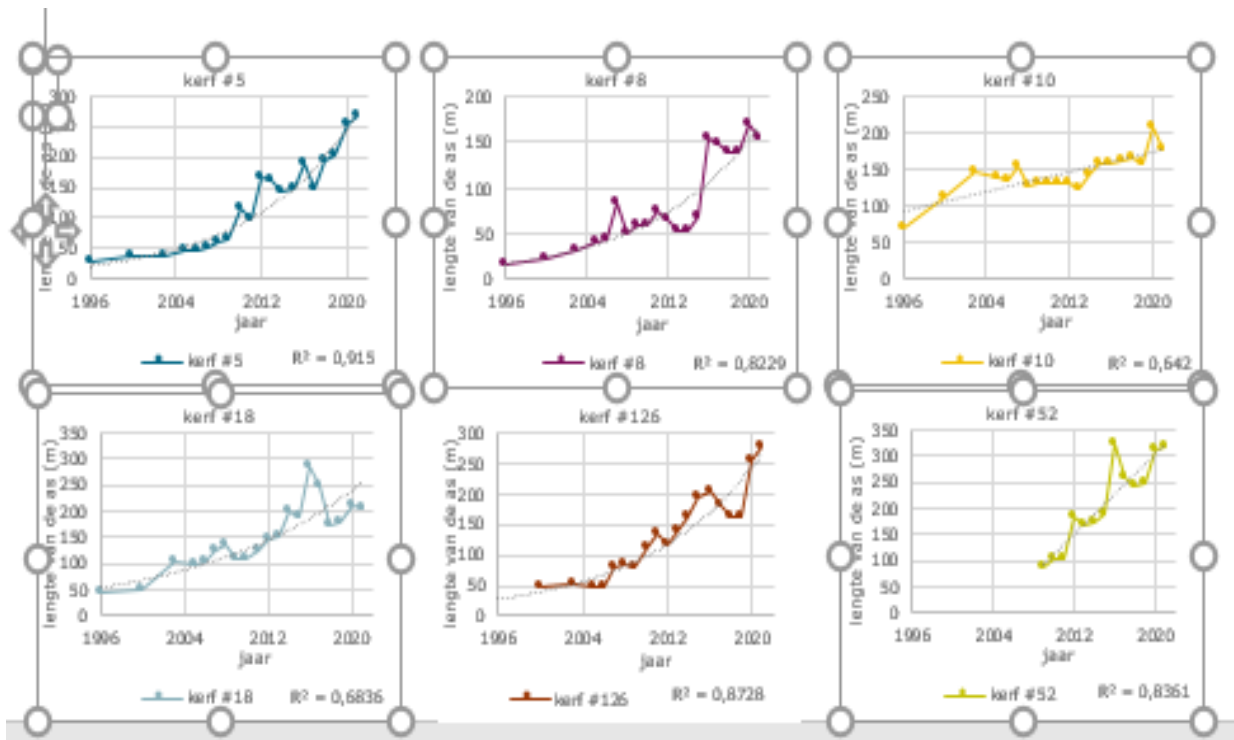 kerf #5
300
200
150
100
50
0
1996 2004 2012 2020
jaar
kerf #5 R² = 0,915
kerf #8
lengte van de as (m)
200
150
100
50
0
1996 2004 2012 2020
jaar
kerf #8 R² = 0,8229
kerf #10
lengte van de as (m)
250
200
150
100
50
0
1996 2004 2012 2020
jaar
kerf #10 R² = 0,642
kerf #18
lengte van de as (m)
350
300
250
200
150
100
50
0
1996 2004 2012 2020
jaar
kerf #18 R² = 0,6836
kerf #126
lengte van de as (m)
300
250
200
150
100
50
0
1996 2004 2012 2020
jaar
kerf #126 R² = 0,8728
kerf #52
lengte van de as (m)
350
300
250
200
150
100
50
0
1996 2004 2012 2020
jaar
kerf #52 R² = 0,8361